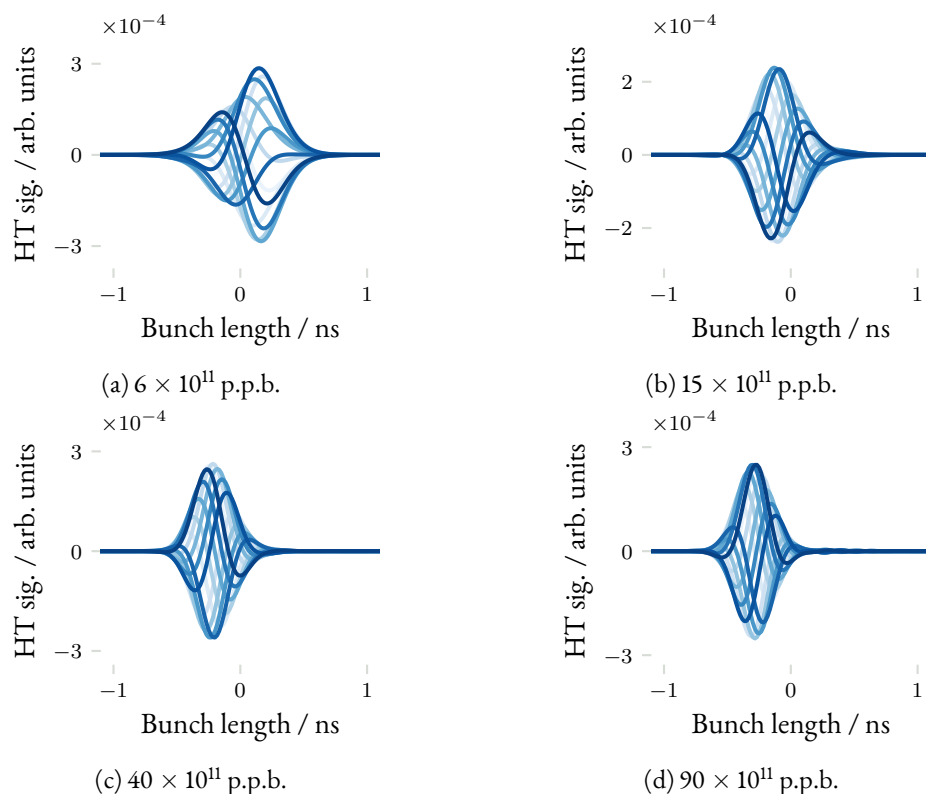 ×10⁻⁴
HT sig. / arb. units
3
0
−3
−1 0 1
Bunch length / ns
(a) 6 × 10¹¹ p.p.b.
×10⁻⁴
HT sig. / arb. units
2
0
−2
−1 0 1
Bunch length / ns
(b) 15 × 10¹¹ p.p.b.
×10⁻⁴
HT sig. / arb. units
3
0
−3
−1 0 1
Bunch length / ns
(c) 40 × 10¹¹ p.p.b.
×10⁻⁴
HT sig. / arb. units
3
0
−3
−1 0 1
Bunch length / ns
(d) 90 × 10¹¹ p.p.b.